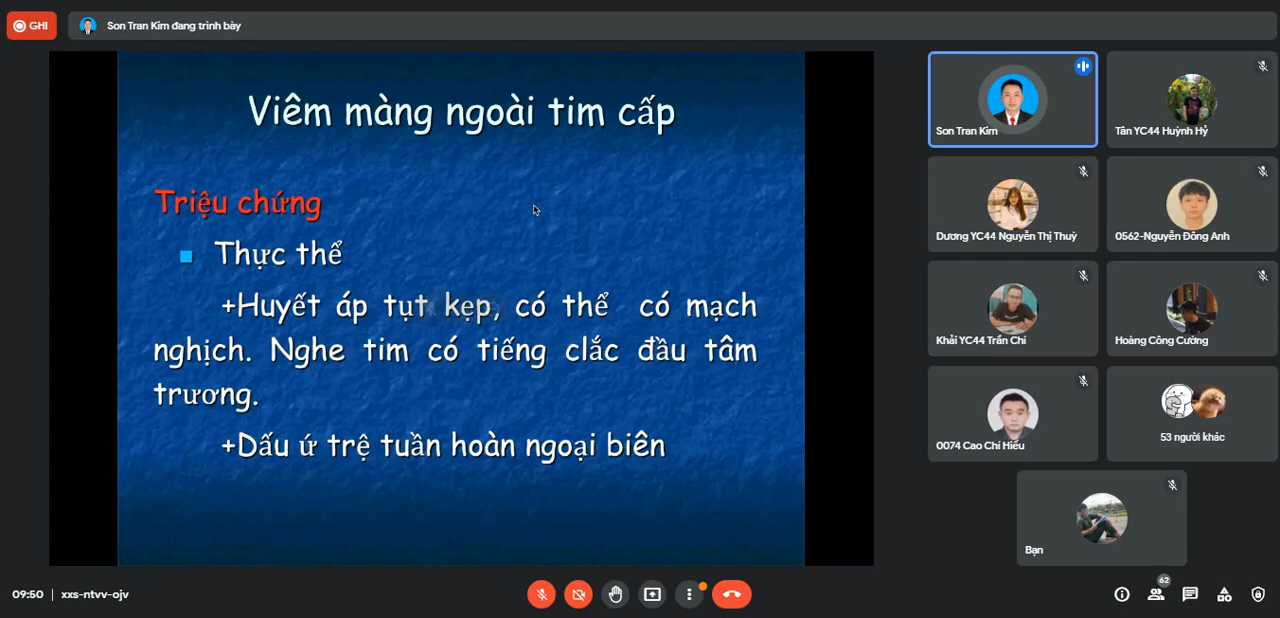 GHI
Son Tran Kim đang trình bày
Viêm màng ngoài tim cấp
Triệu chứng
Thực thể
+Huyết áp tụt kẹp, có thể có mạch
nghịch. Nghe tim có tiếng clắc đầu tâm
trương.
+Dấu ứ trệ tuần hoàn ngoại biên
Son Tran Kim
Tân YC44 Huỳnh Hỷ
Dương YC44 Nguyễn Thị Thuỳ
0562-Nguyễn Đông Anh
Khải YC44 Trần Chí
Hoàng Công Cường
0074 Cao Chí Hiếu
53 người khác
Bạn
09:50 | xxs-ntvv-ojv
62